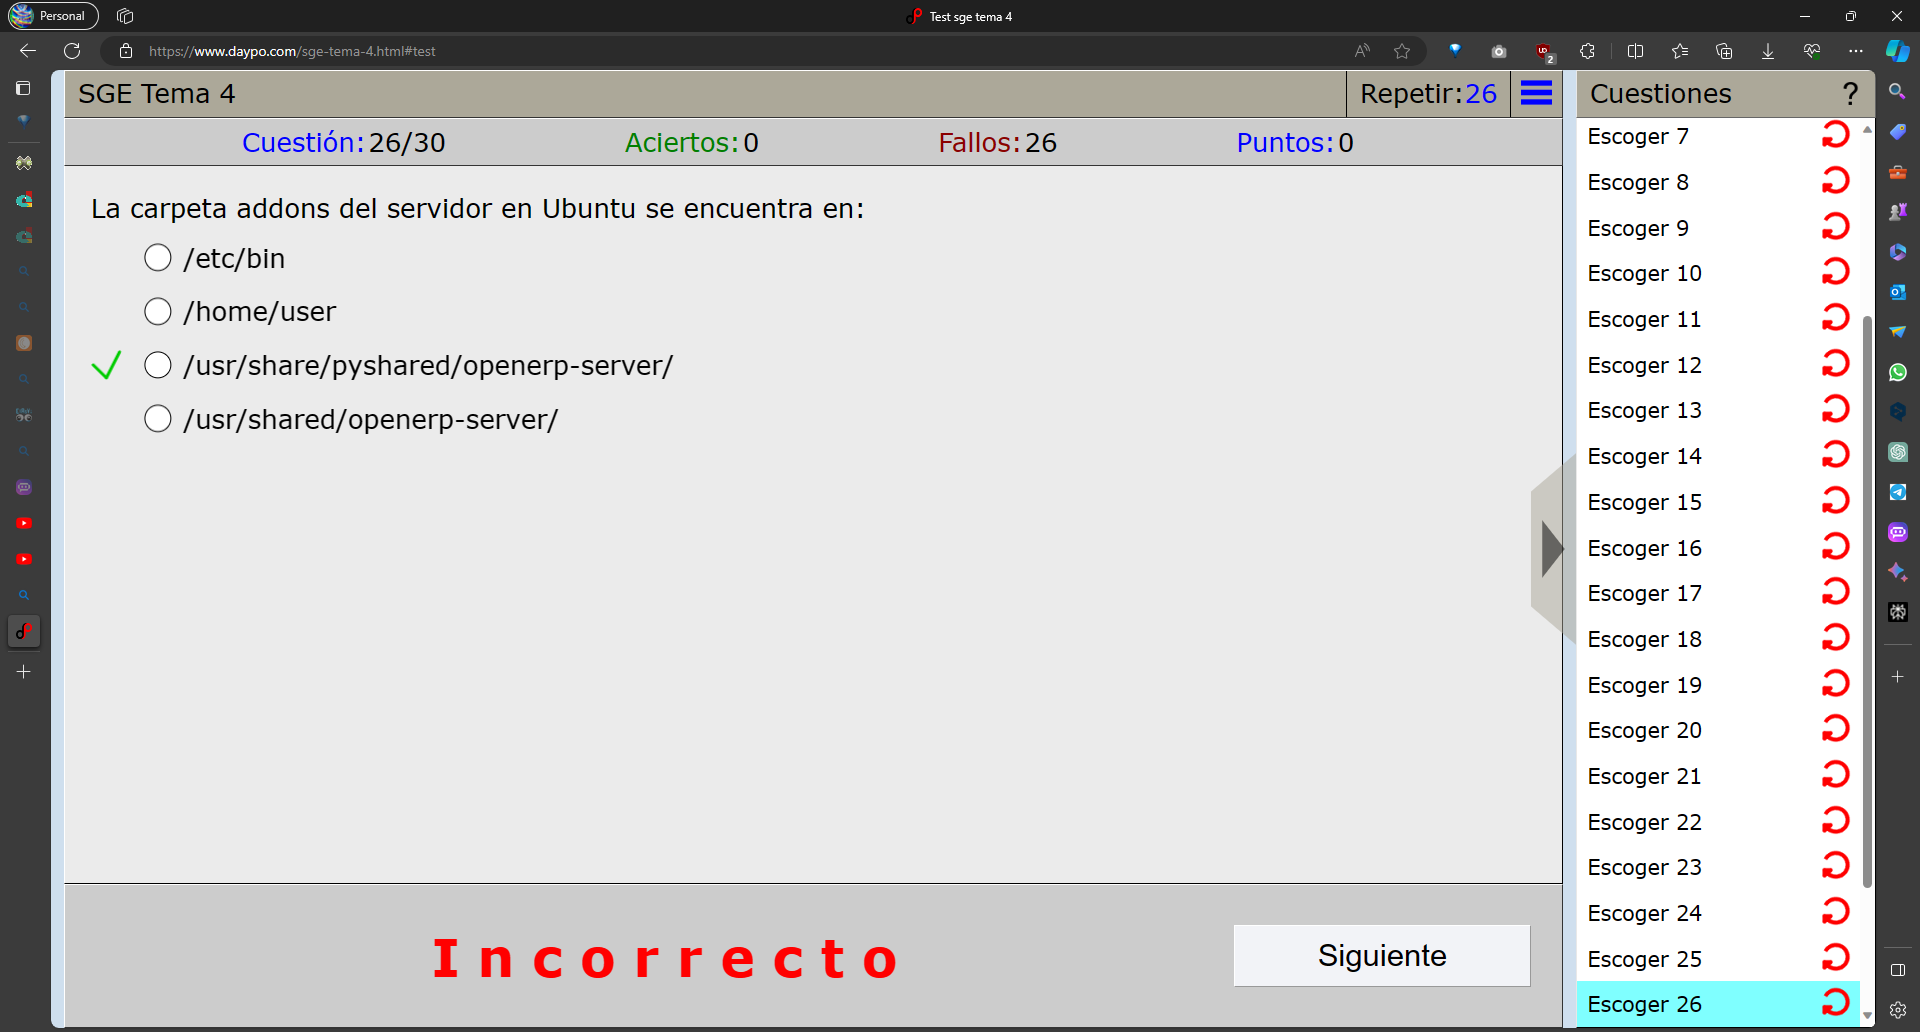 Personal
Test sge tema 4
https://www.daypo.com/sge-tema-4.html#test
2
SGE Tema 4
Repetir:26
Cuestión:26/30
Aciertos:0
Fallos:26
Puntos:0
La carpeta addons del servidor en Ubuntu se encuentra en:
/etc/bin
/home/user
/usr/share/pyshared/openerp-server/
/usr/shared/openerp-server/
Incorrecto
Siguiente
Cuestiones ?
Escoger 7
Escoger 8
Escoger 9
Escoger 10
Escoger 11
Escoger 12
Escoger 13
Escoger 14
Escoger 15
Escoger 16
Escoger 17
Escoger 18
Escoger 19
Escoger 20
Escoger 21
Escoger 22
Escoger 23
Escoger 24
Escoger 25
Escoger 26